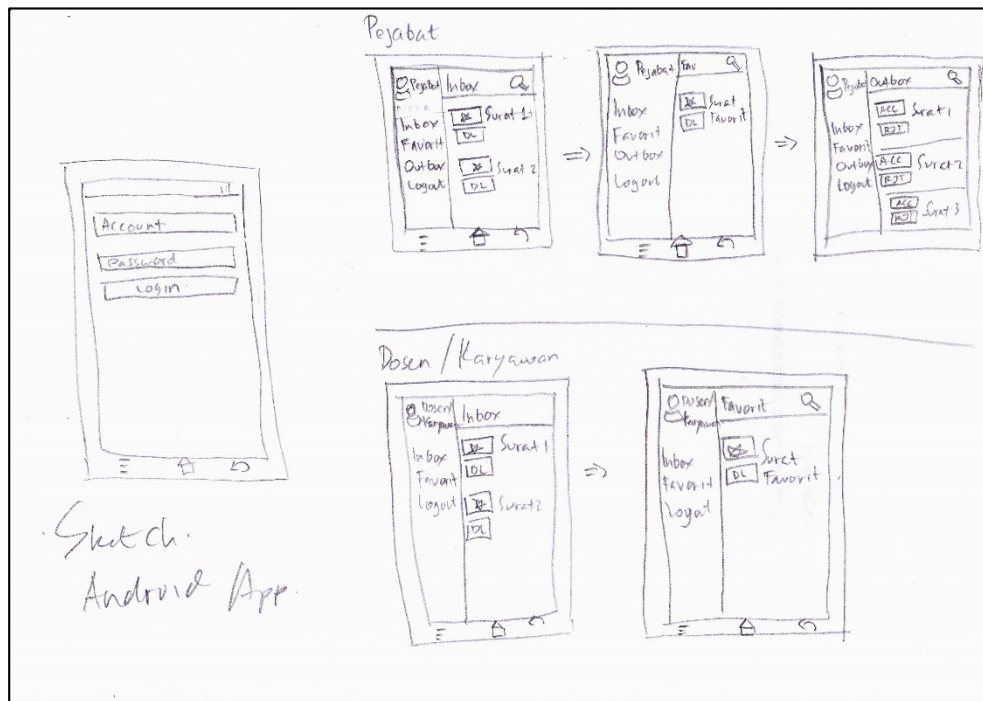 Account
Password
Login
Sketch.
Android App.
Pejabat
Pejabat
Inbox
Inbox
Favorit
Outbox
Logout
Surat 1
DL
Surat 2
DL
Pejabat
Fav
Inbox
Favorit
Outbox
Logout
Surat
DL Favorit
Pejabat
Outbox
Inbox
Favorit
Outbox
Logout
ACC Surat 1
RJT
ACC Surat 2
RJT
ACC Surat 3
RJT
Dosen/Karyawan
Dosen/
Karyawan
Inbox
Inbox
Favorit
Logout
Surat 1
DL
Surat 2
DL
Dosen/
Karyawan
Favorit
Inbox
Favorit
Logout
Surat
DL Favorit